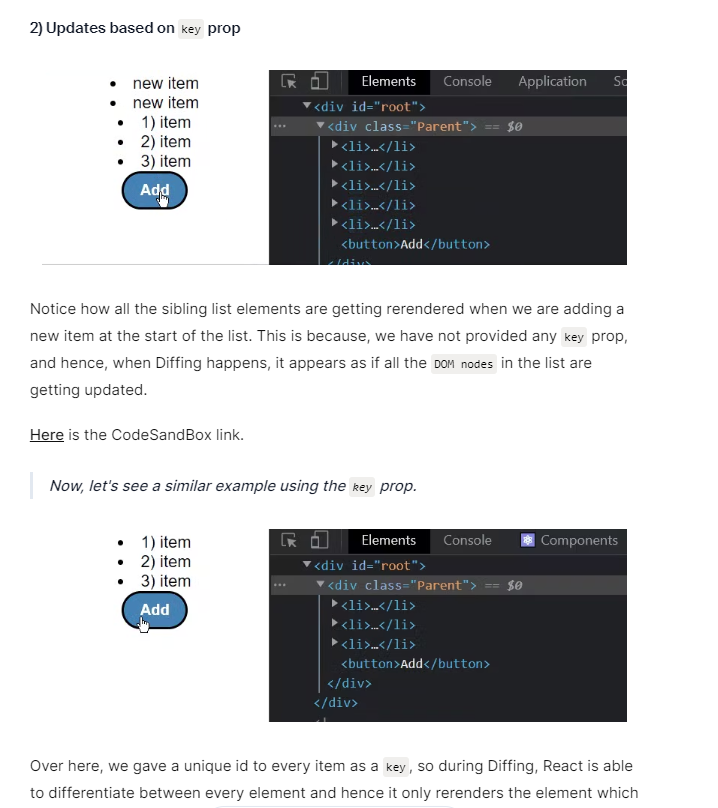 2) Updates based on key prop
new item
new item
1) item
2) item
3) item
Add
Elements Console Application
<div id="root">
<div class="Parent"> == $0
<li>…</li>
<li>…</li>
<li>…</li>
<li>…</li>
<li>…</li>
<button>Add</button>
</div>
Notice how all the sibling list elements are getting rerendered when we are adding a
new item at the start of the list. This is because, we have not provided any key prop,
and hence, when Diffing happens, it appears as if all the DOM nodes in the list are
getting updated.
Here is the CodeSandBox link.
Now, let's see a similar example using the key prop.
1) item
2) item
3) item
Add
Elements Console Components
<div id="root">
<div class="Parent"> == $0
<li>…</li>
<li>…</li>
<li>…</li>
<button>Add</button>
</div>
</div>
Over here, we gave a unique id to every item as a key, so during Diffing, React is able
to differentiate between every element and hence it only rerenders the element which